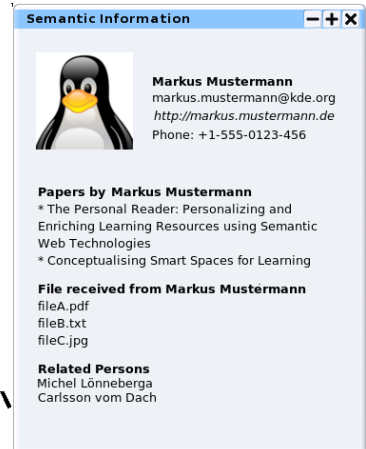 Semantic Information
Markus Mustermann
markus.mustermann@kde.org
http://markus.mustermann.de
Phone: +1-555-0123-456
Papers by Markus Mustermann
* The Personal Reader: Personalizing and
Enriching Learning Resources using Semantic
Web Technologies
* Conceptualising Smart Spaces for Learning
File received from Markus Mustermann
fileA.pdf
fileB.txt
fileC.jpg
Related Persons
Michel Lönneberga
Carlsson vom Dach